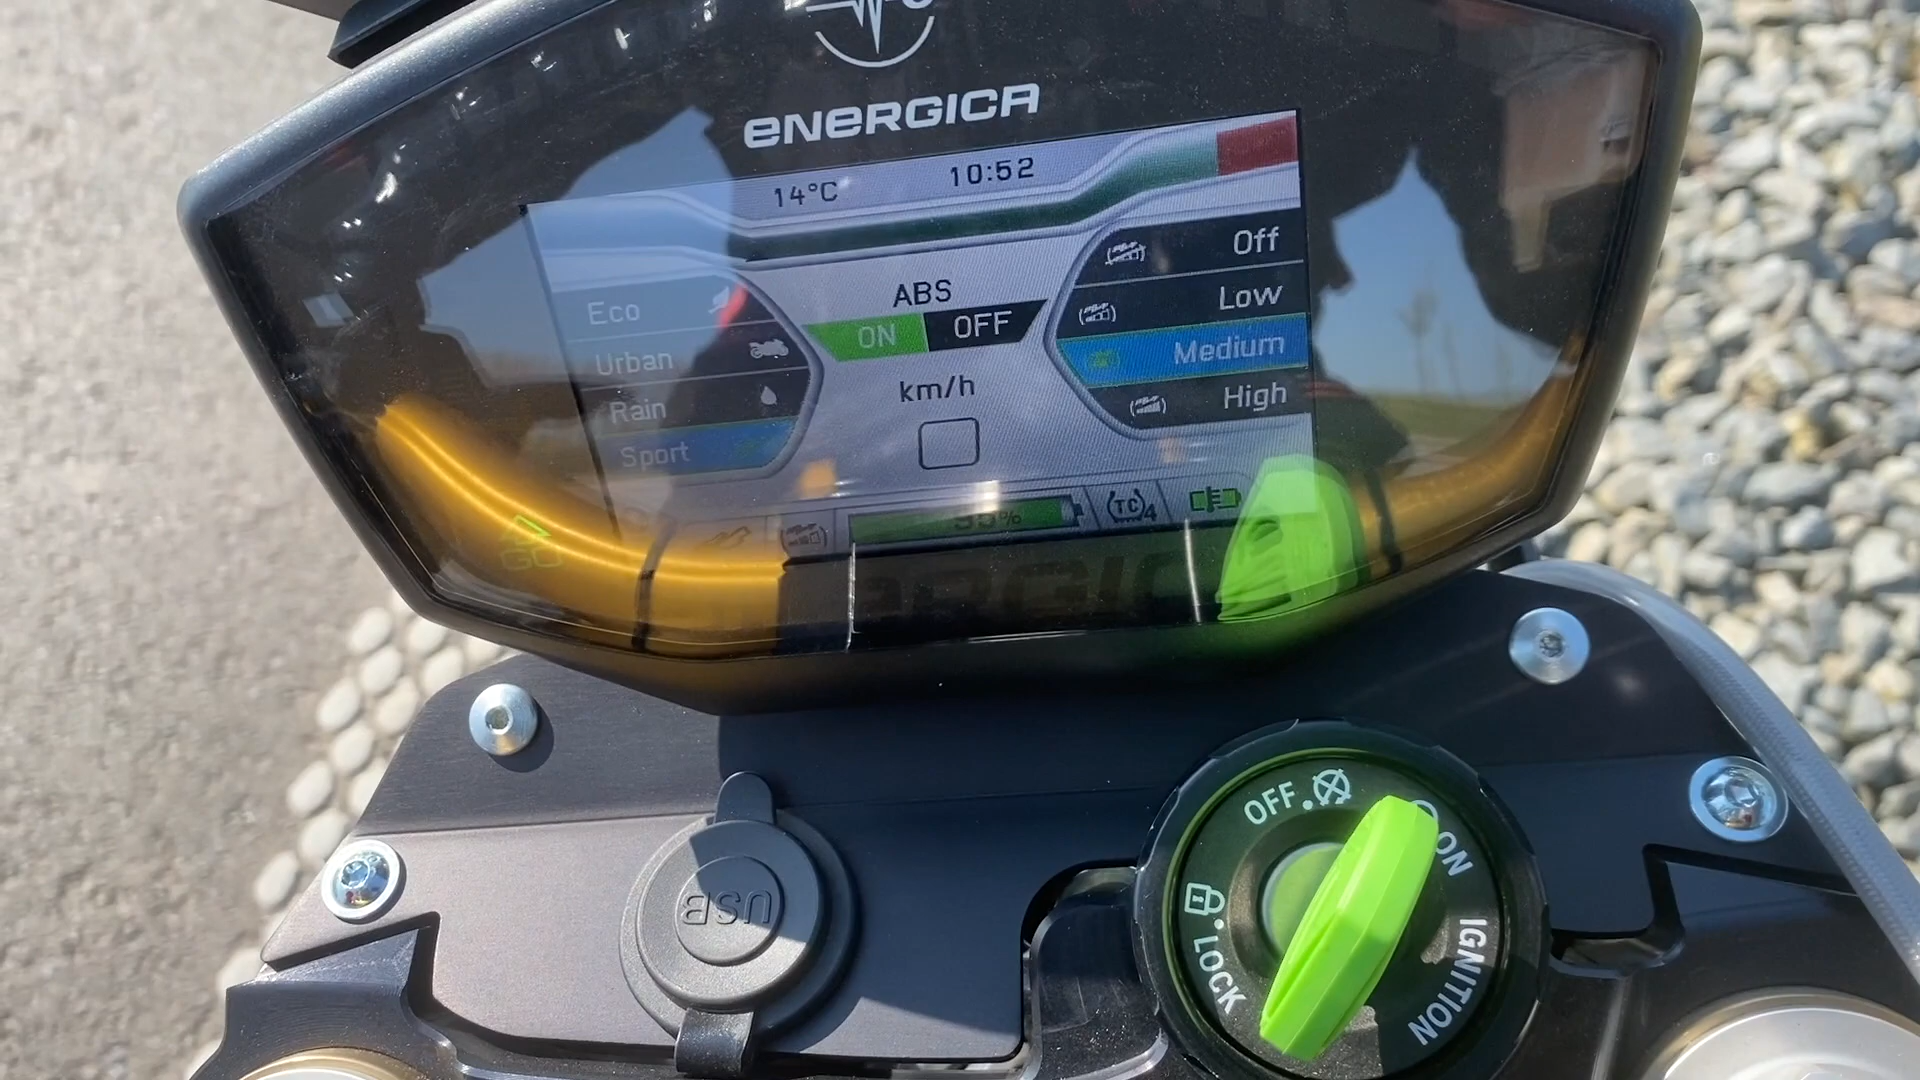 ENERGICA
14°C 10:52
Eco
Urban
Rain
Sport
ABS
ON OFF
km/h
Off
Low
Medium
High
TC 4
GO
USB
OFF
ON
IGNITION
LOCK